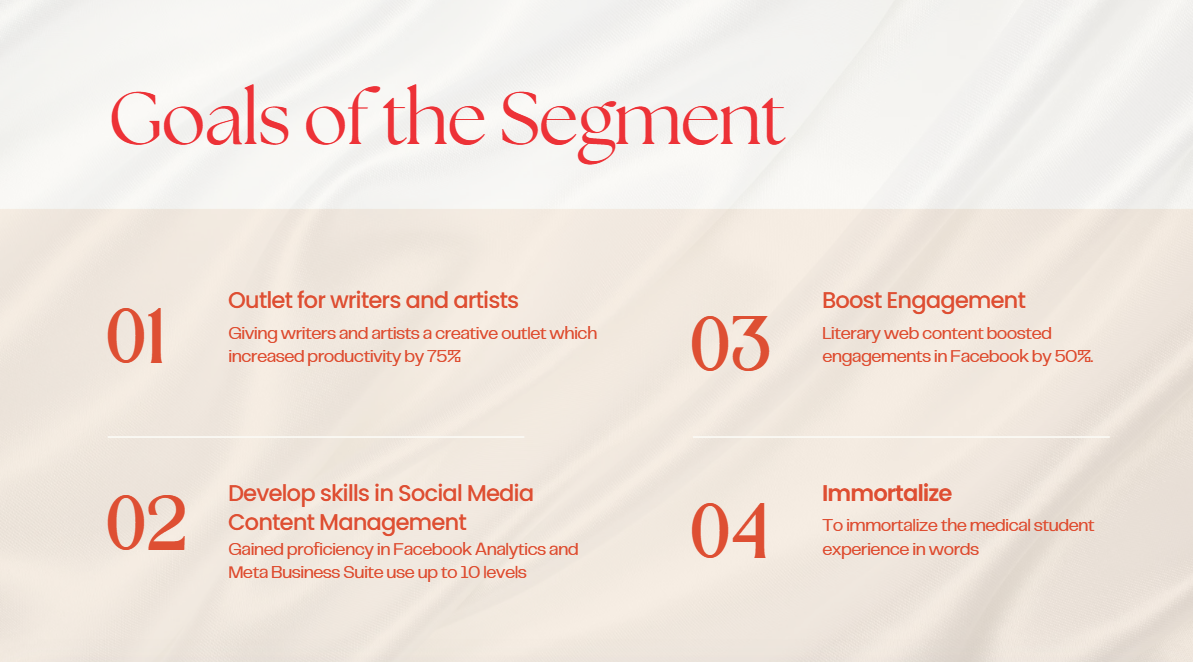 Goals of the Segment
01
Outlet for writers and artists
Giving writers and artists a creative outlet which
increased productivity by 75%
02
Develop skills in Social Media
Content Management
Gained proficiency in Facebook Analytics and
Meta Business Suite use up to 10 levels
03
Boost Engagement
Literary web content boosted
engagements in Facebook by 50%.
04
Immortalize
To immortalize the medical student
experience in words